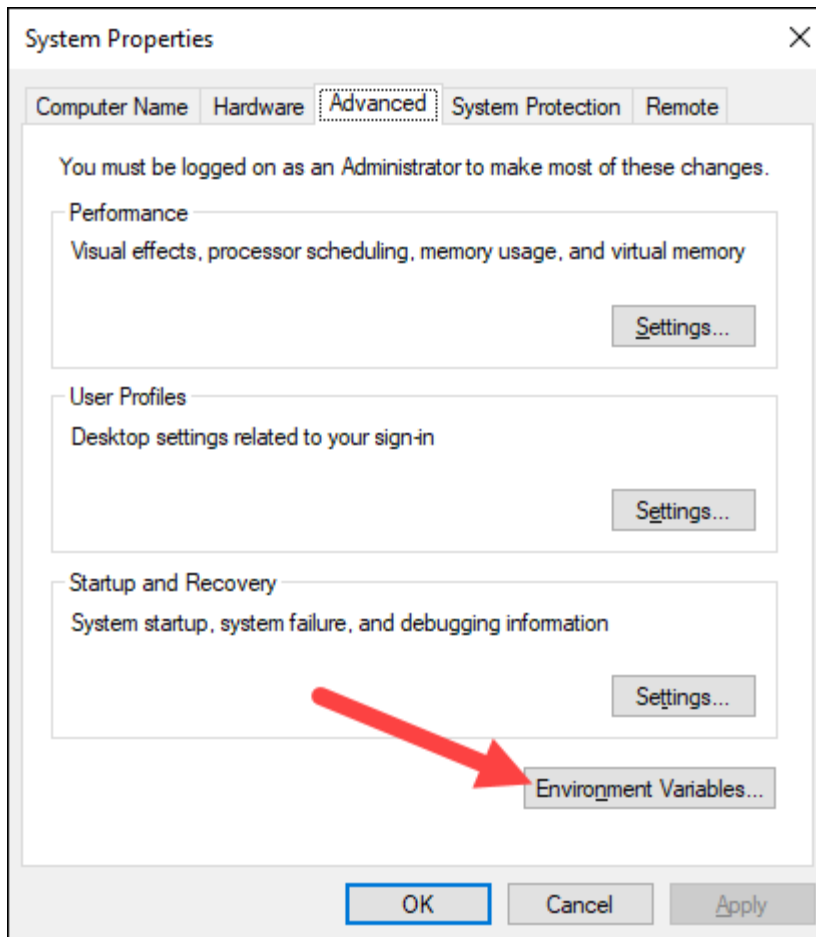 System Properties
Computer Name Hardware Advanced System Protection Remote
You must be logged on as an Administrator to make most of these changes.
Performance
Visual effects, processor scheduling, memory usage, and virtual memory
Settings...
User Profiles
Desktop settings related to your sign-in
Settings...
Startup and Recovery
System startup, system failure, and debugging information
Settings...
Environment Variables...
OK Cancel Apply